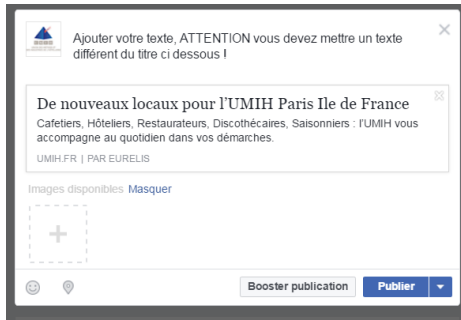 Ajouter votre texte, ATTENTION vous devez mettre un texte
différent du titre ci dessous !
De nouveaux locaux pour l'UMIH Paris Ile de France
Cafetiers, Hôteliers, Restaurateurs, Discothécaires, Saisonniers : l'UMIH vous
accompagne au quotidien dans vos démarches.
UMIH.FR | PAR EURELIS
Images disponibles Masquer
Booster publication Publier